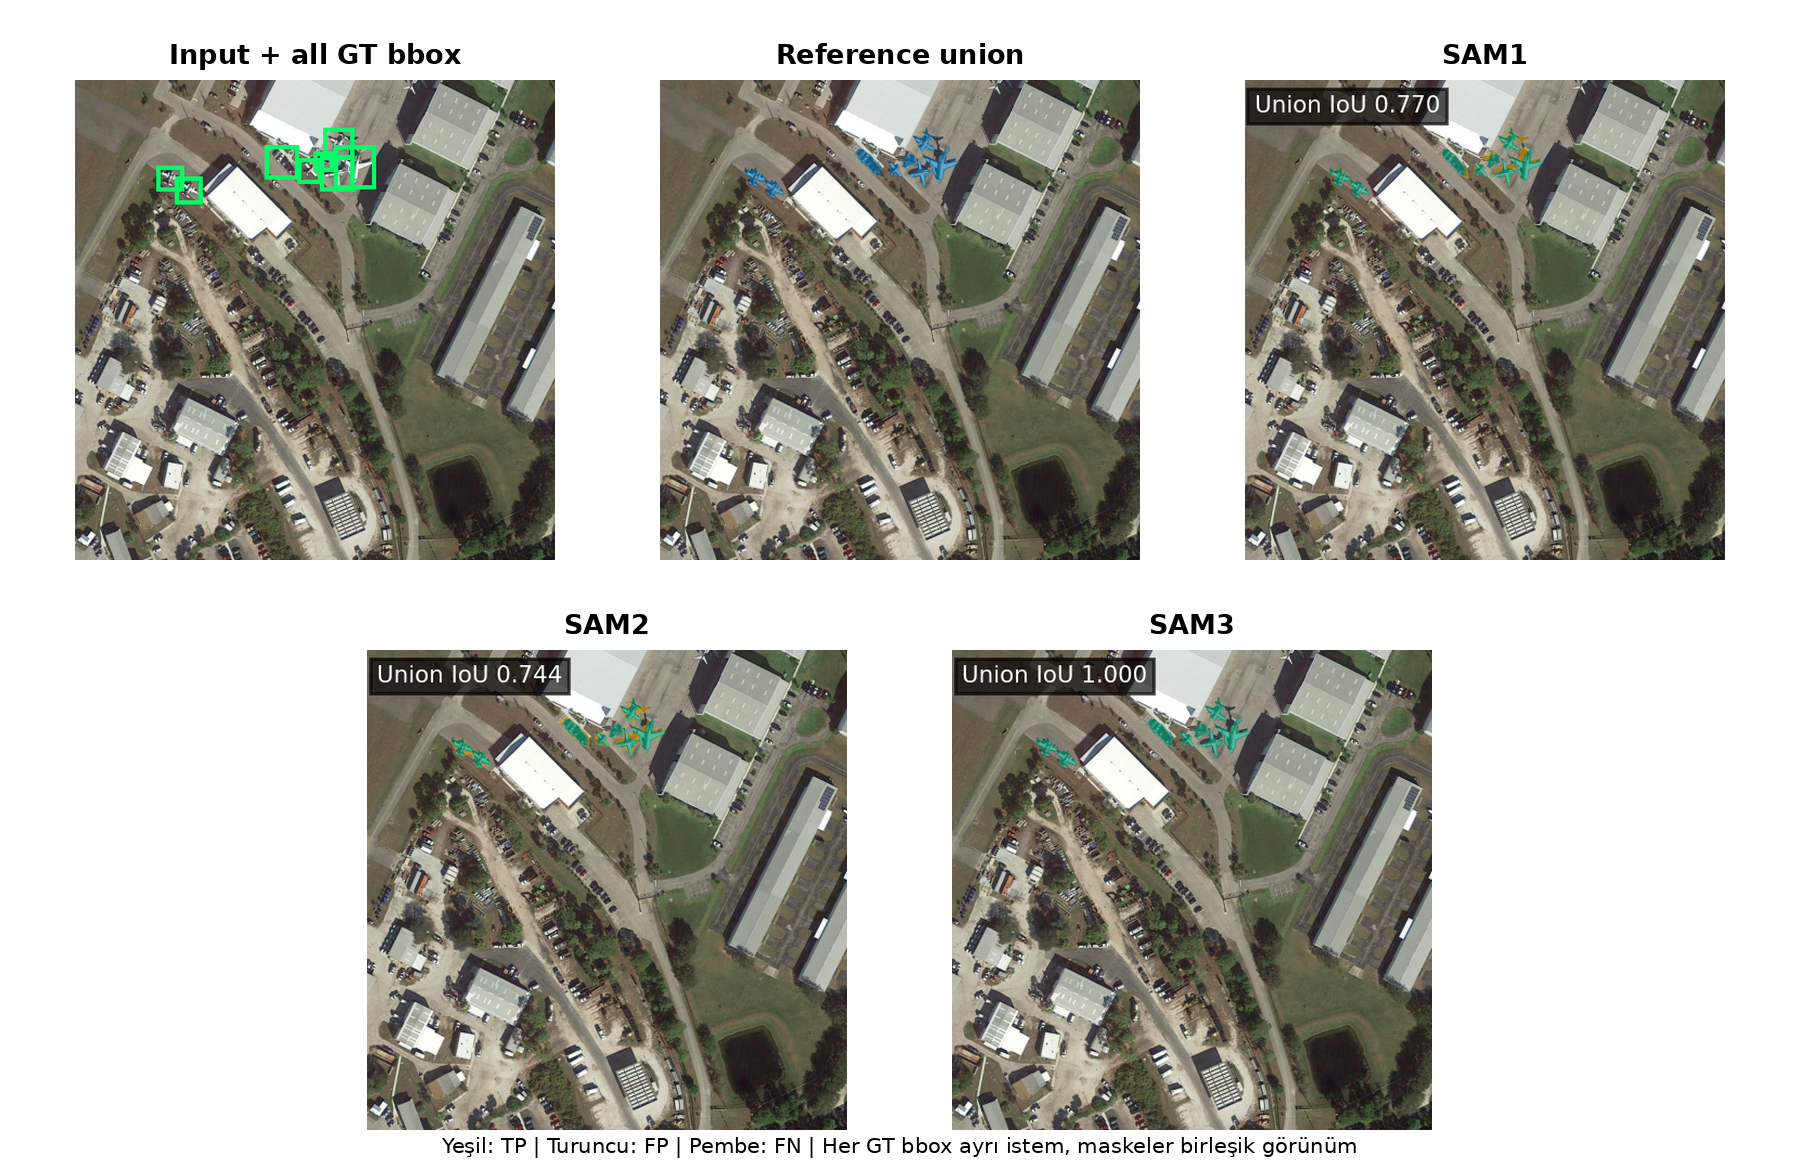 Input + all GT bbox
Reference union
SAM1
Union IoU 0.770
SAM2
SAM3
Union IoU 0.744
Union IoU 1.000
Yeşil: TP | Turuncu: FP | Pembe: FN | Her GT bbox ayrı istem, maskeler birleşik görünüm